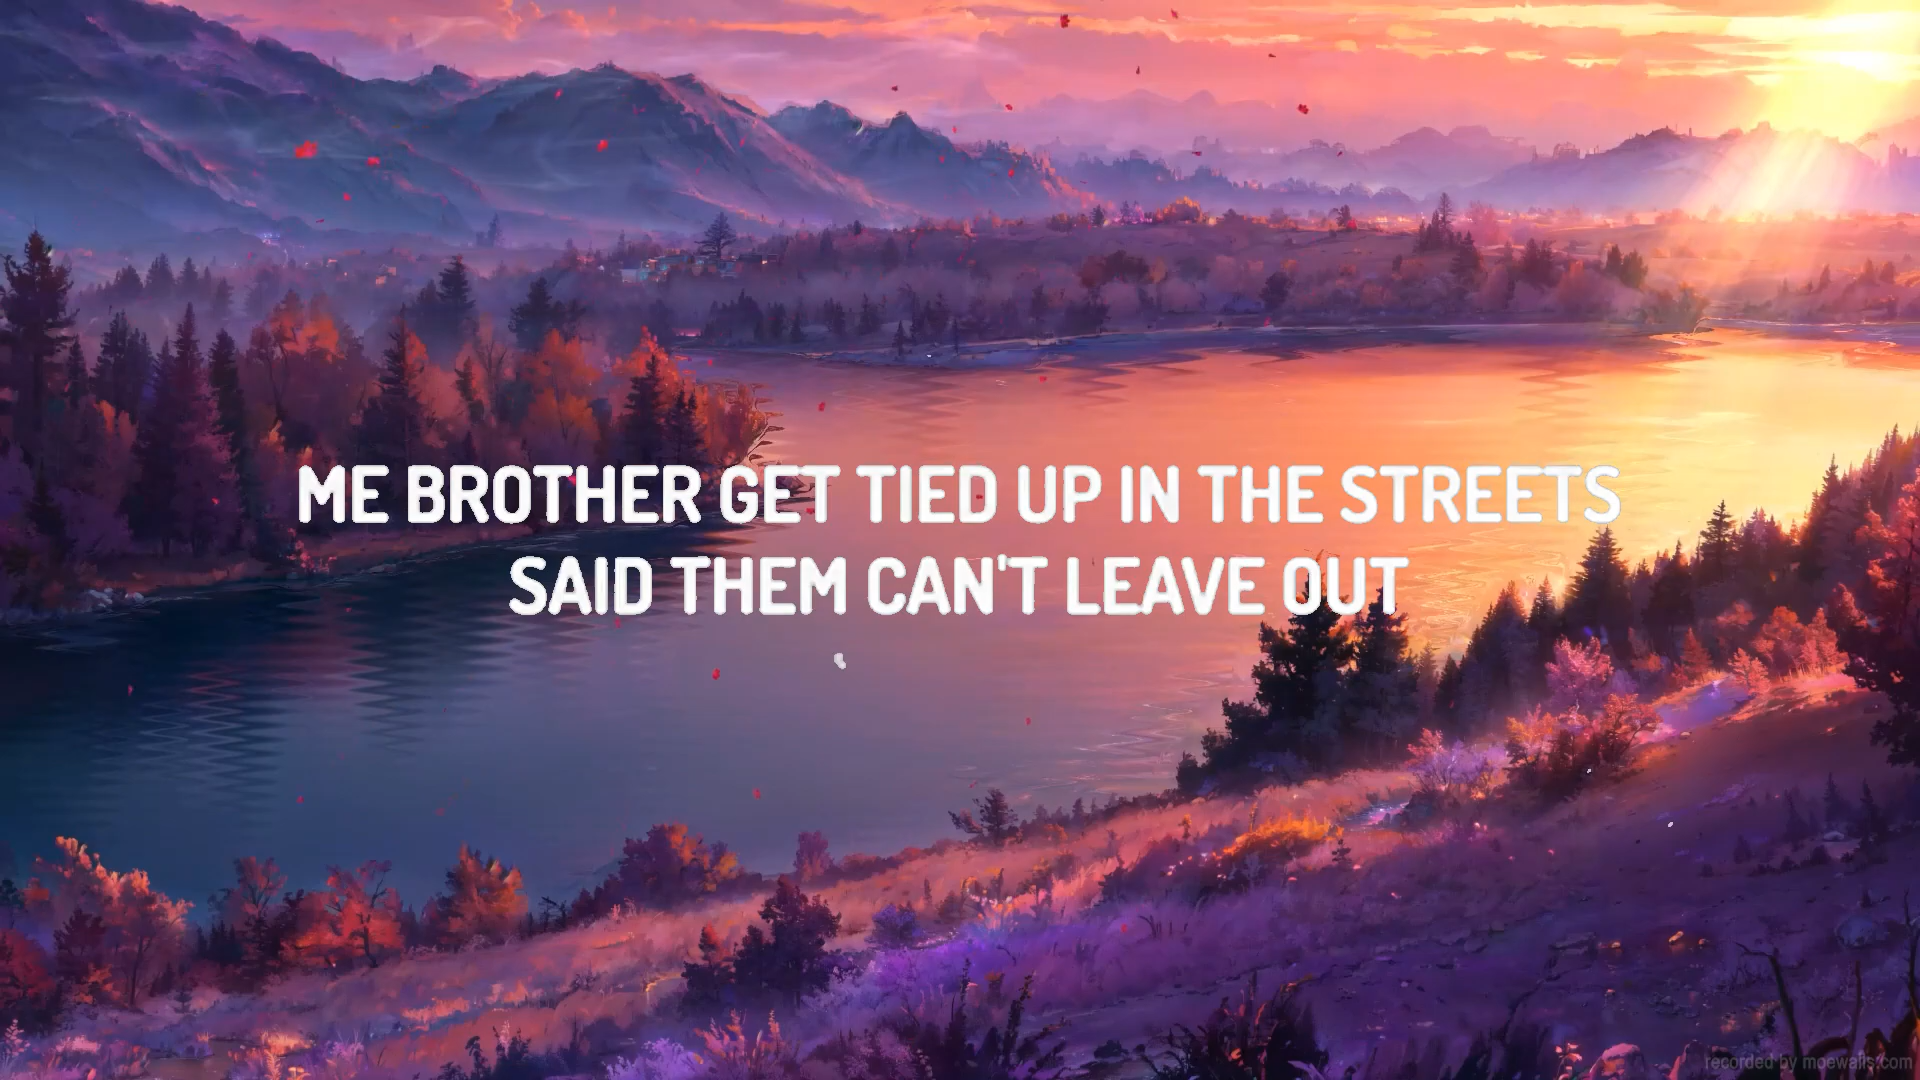 ME BROTHER GET TIED UP IN THE STREETS
SAID THEM CAN'T LEAVE OUT
recorded by moewalls.com